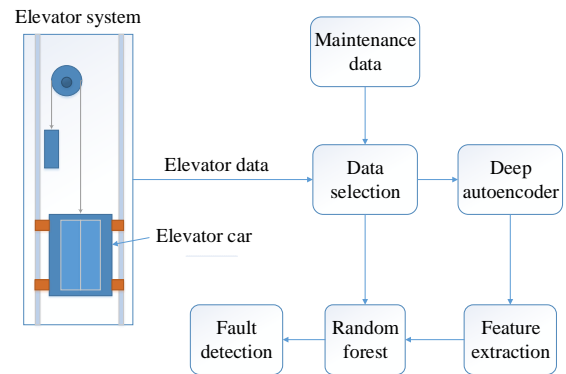 Elevator system
Maintenance
data
Elevator data
Data
selection
Deep
autoencoder
Elevator car
Fault
detection
Random
forest
Feature
extraction